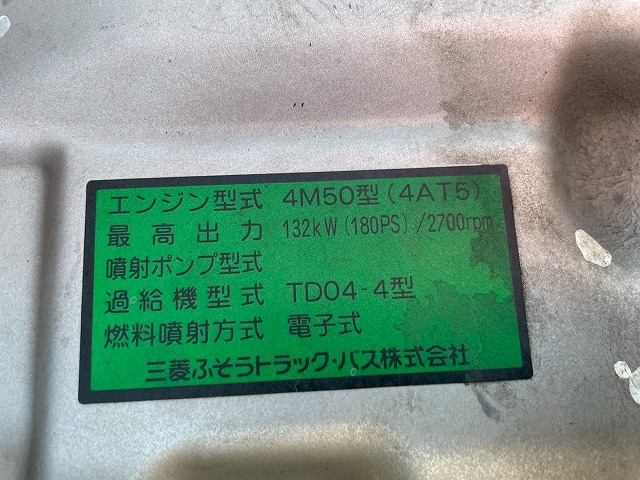 エンジン型式 4M50型(4AT5)
最高出力 132kW(180PS)/2700rpm
噴射ポンプ型式
過給機型式 TD04-4型
燃料噴射方式 電子式
三菱ふそうトラック・バス株式会社